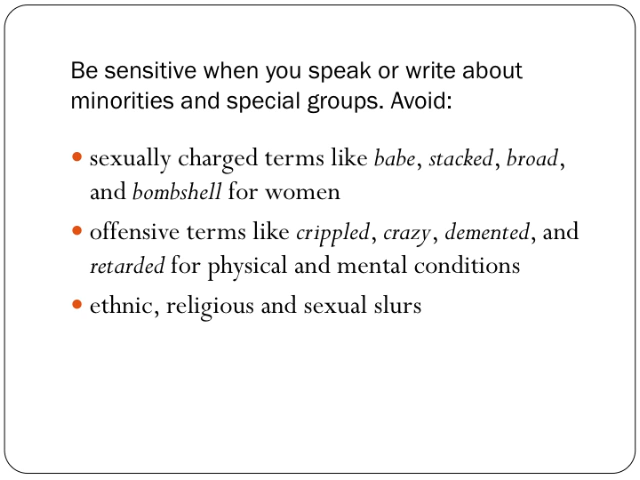 Be sensitive when you speak or write about
minorities and special groups. Avoid:
• sexually charged terms like babe, stacked, broad,
and bombshell for women
• offensive terms like crippled, crazy, demented, and
retarded for physical and mental conditions
• ethnic, religious and sexual slurs